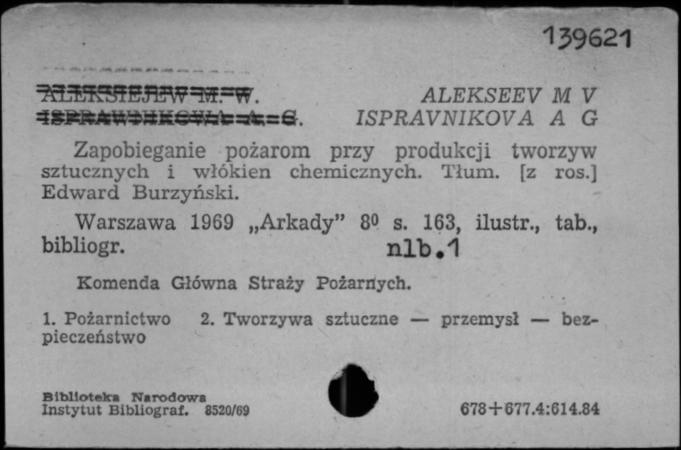 139621
ALEKSIEJEW M. W. ALEKSEEV M V
ISPRAWNIKOWA A. G. ISPRAVNIKOVA A G
Zapobieganie pożarom przy produkcji tworzyw
sztucznych i włókien chemicznych. Tłum. [z ros.]
Edward Burzyński.
Warszawa 1969 „Arkady” 8⁰ s. 163, ilustr., tab.,
bibliogr. nlb.1
Komenda Główna Straży Pożarnych.
1. Pożarnictwo 2. Tworzywa sztuczne — przemysł — bez-
pieczeństwo
Biblioteka Narodowa
Instytut Bibliograf. 8520/69 678+677.4:614.84